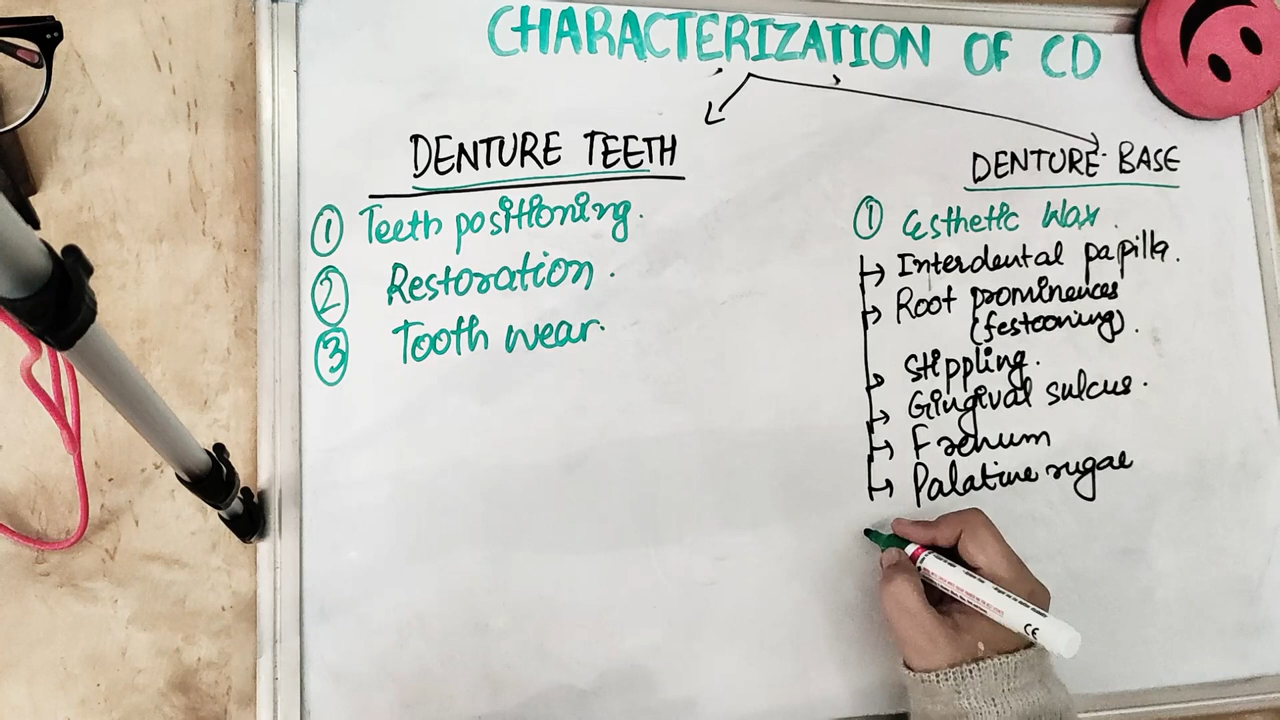 CHARACTERIZATION OF CD
DENTURE TEETH
① Teeth positioning.
② Restoration.
③ Tooth wear.
DENTURE BASE
① Esthetic Wax.
Interdental papilla.
Root prominences
(festooning).
Stippling.
Gingival sulcus.
Frenum
Palatine rugae
CE